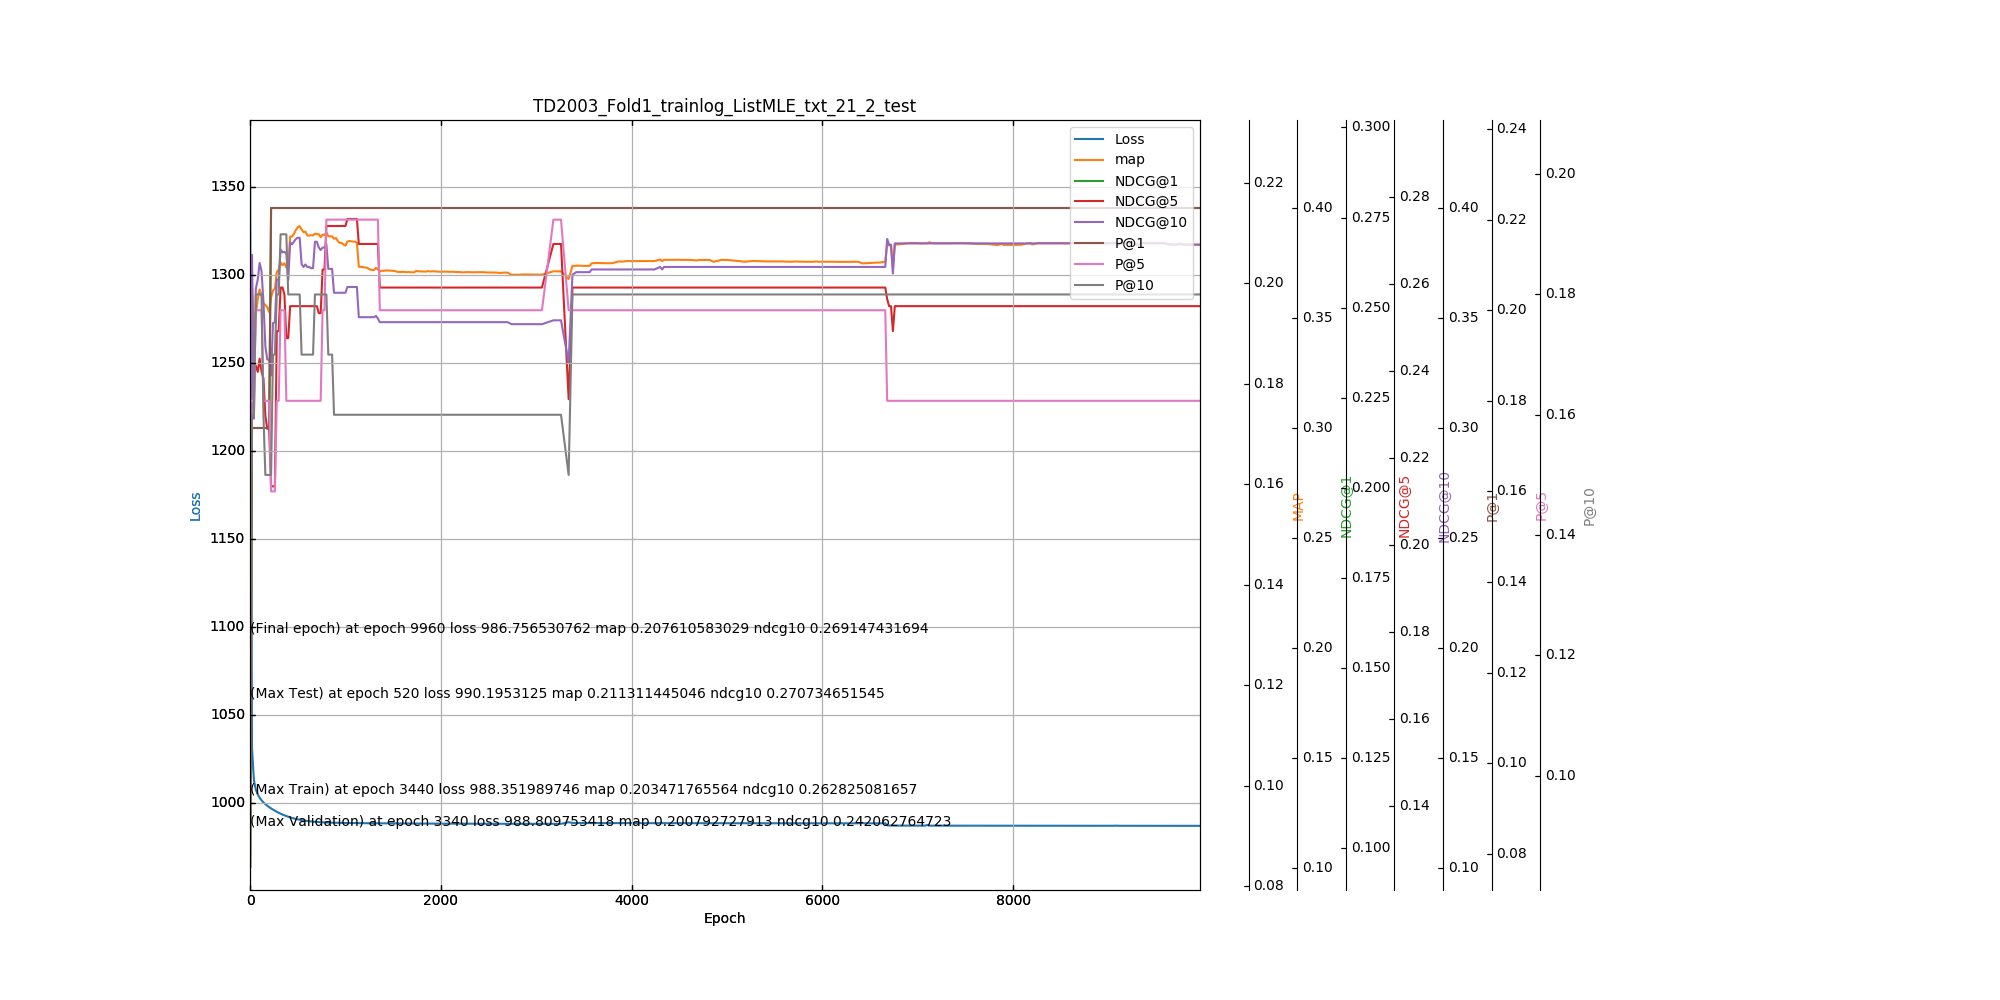 TD2003_Fold1_trainlog_ListMLE_txt_21_2_test
Loss
map
NDCG@1
NDCG@5
NDCG@10
P@1
P@5
P@10
1350
1300
1250
1200
1150
1100
1050
1000
Loss
(Final epoch) at epoch 9960 loss 986.756530762 map 0.207610583029 ndcg10 0.269147431694
(Max Test) at epoch 520 loss 990.1953125 map 0.211311445046 ndcg10 0.270734651545
(Max Train) at epoch 3440 loss 988.351989746 map 0.203471765564 ndcg10 0.262825081657
(Max Validation) at epoch 3340 loss 988.809753418 map 0.200792727913 ndcg10 0.242062764723
0 2000 4000 6000 8000
Epoch
0.22
0.20
0.18
0.16
0.14
0.12
0.10
0.08
MAP
0.40
0.35
0.30
0.25
0.20
0.15
0.10
NDCG@1
0.300
0.275
0.250
0.225
0.200
0.175
0.150
0.125
0.100
NDCG@5
0.28
0.26
0.24
0.22
0.20
0.18
0.16
0.14
NDCG@10
0.40
0.35
0.30
0.25
0.20
0.15
0.10
P@1
0.24
0.22
0.20
0.18
0.16
0.14
0.12
0.10
0.08
P@5
0.20
0.18
0.16
0.14
0.12
0.10
P@10